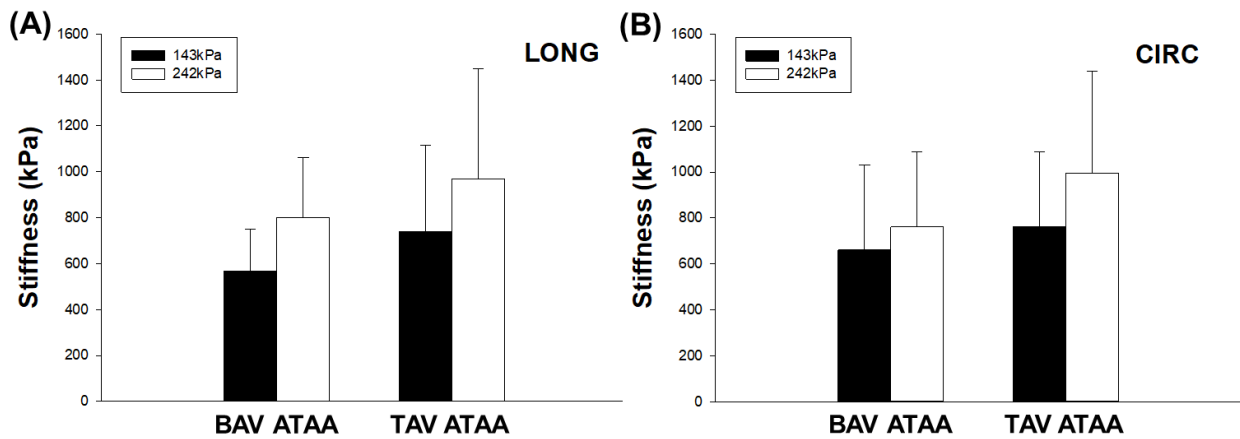 (A)
LONG
143kPa
242kPa
Stiffness (kPa)
1600
1400
1200
1000
800
600
400
200
0
BAV ATAA TAV ATAA
(B)
CIRC
143kPa
242kPa
Stiffness (kPa)
1600
1400
1200
1000
800
600
400
200
0
BAV ATAA TAV ATAA